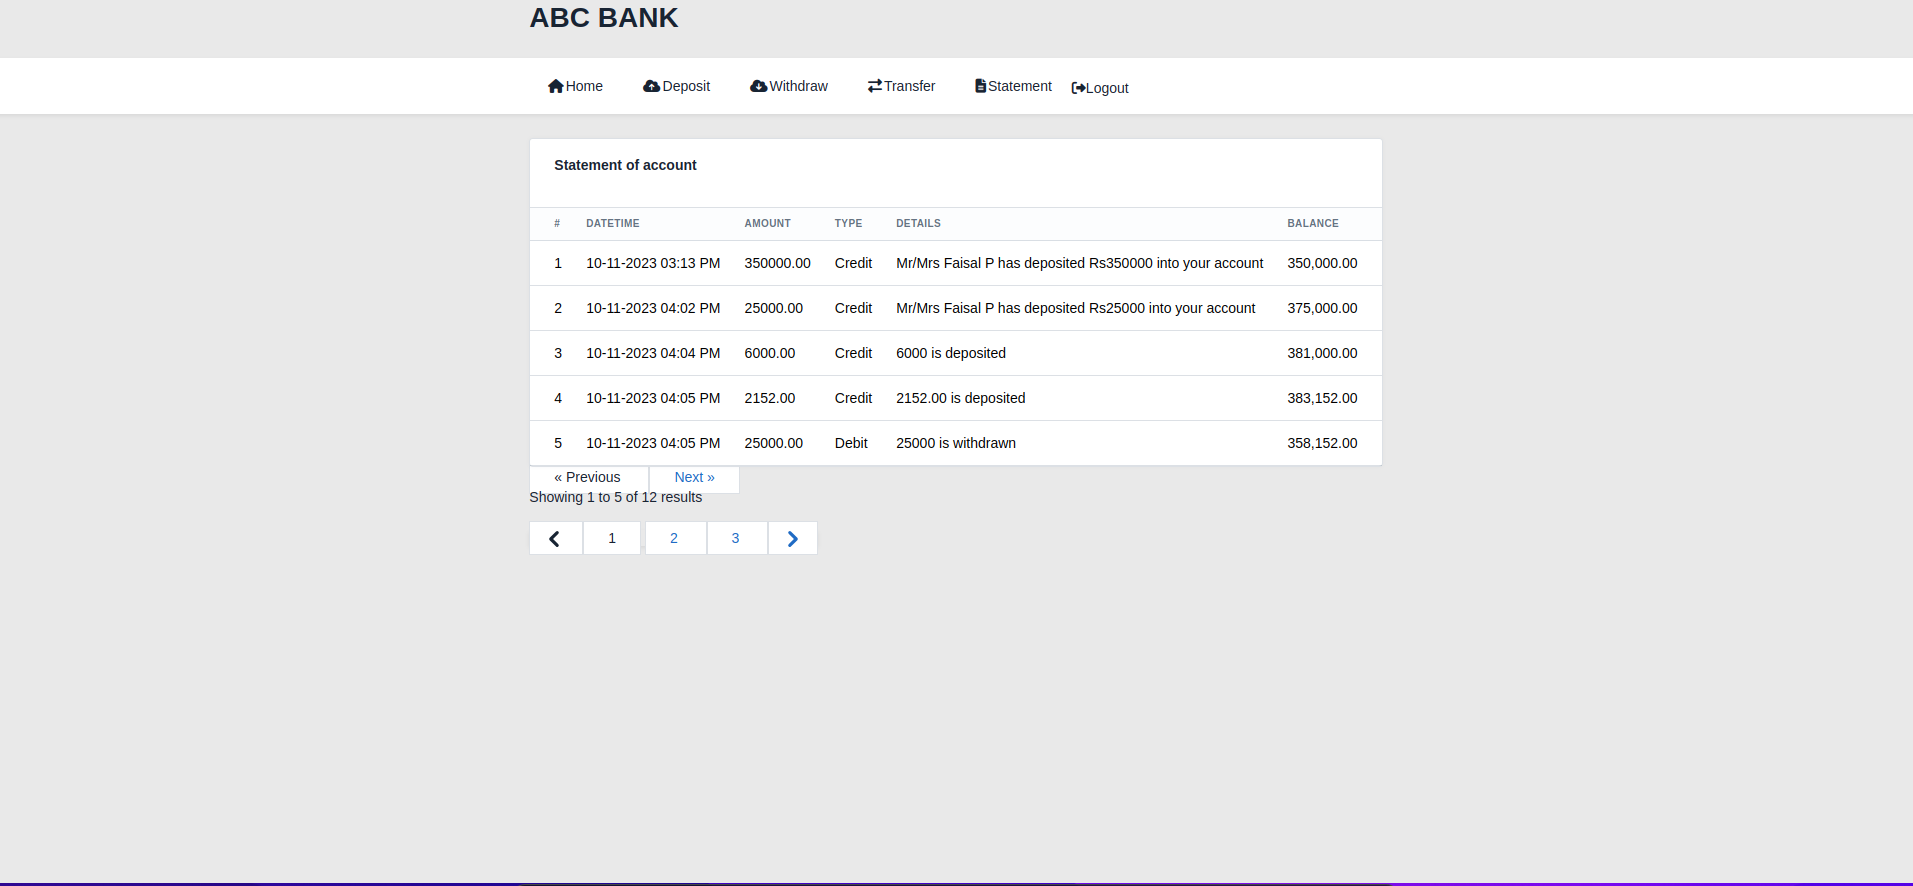 ABC BANK
Home Deposit Withdraw Transfer Statement Logout
Statement of account
# DATETIME AMOUNT TYPE DETAILS BALANCE
1 10-11-2023 03:13 PM 350000.00 Credit Mr/Mrs Faisal P has deposited Rs350000 into your account 350,000.00
2 10-11-2023 04:02 PM 25000.00 Credit Mr/Mrs Faisal P has deposited Rs25000 into your account 375,000.00
3 10-11-2023 04:04 PM 6000.00 Credit 6000 is deposited 381,000.00
4 10-11-2023 04:05 PM 2152.00 Credit 2152.00 is deposited 383,152.00
5 10-11-2023 04:05 PM 25000.00 Debit 25000 is withdrawn 358,152.00
« Previous Next »
Showing 1 to 5 of 12 results
1 2 3